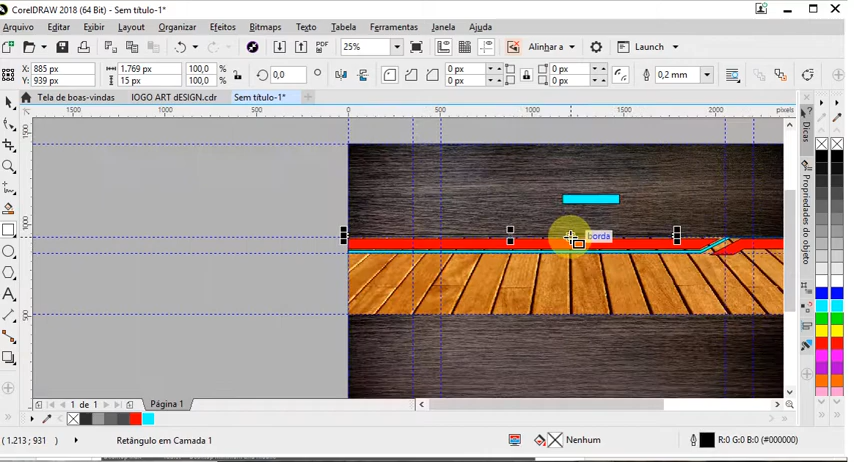 CorelDRAW 2018 (64 Bit) - Sem título-1*
Arquivo Editar Exibir Layout Organizar Efeitos Bitmaps Texto Tabela Ferramentas Janela Ajuda
PDF 25% Alinhar a Launch
X: 885 px 1.769 px 100,0 % 0,0 ° 0 px 0 px 0 px 0 px 0,2 mm
Y: 939 px 15 px 100,0 %
Tela de boas-vindas lOGO ART dESIGN.cdr Sem título-1*
1500 1000 500 0 500 1000 1500 2000 pixels
1500
1000
500
borda
Dicas
Propriedades do objeto
1 de 1 Página 1
(1.213; 931 ) Retângulo em Camada 1 Nenhum R:0 G:0 B:0 (#000000)